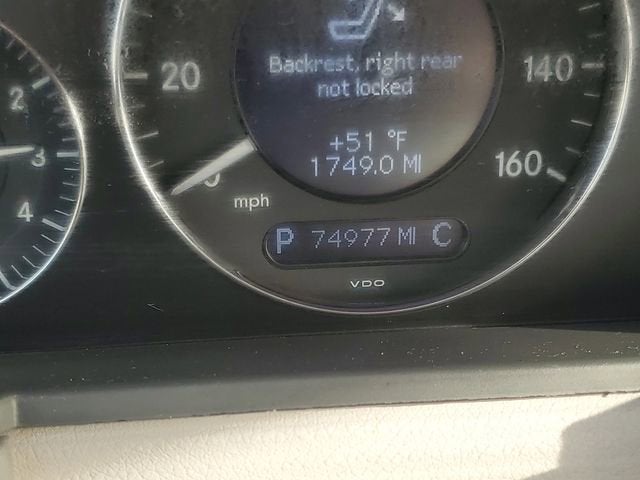 2
3
4
20
Backrest, right rear
not locked
+51 °F
1749.0 MI
140
160
0
mph
P 74977 MI C
VDO